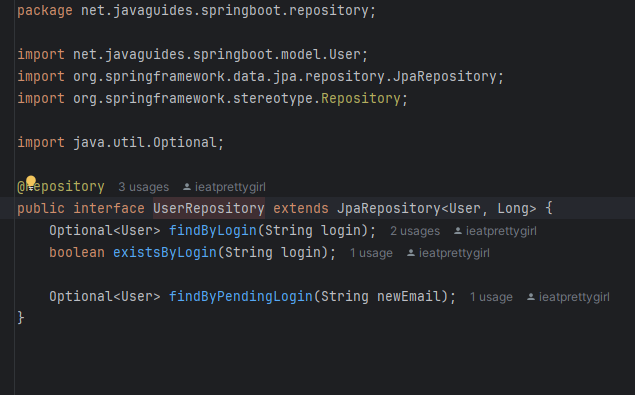 package net.javaguides.springboot.repository;
import net.javaguides.springboot.model.User;
import org.springframework.data.jpa.repository.JpaRepository;
import org.springframework.stereotype.Repository;
import java.util.Optional;
@Repository 3 usages ieatprettygirl
public interface UserRepository extends JpaRepository<User, Long> {
Optional<User> findByLogin(String login); 2 usages ieatprettygirl
boolean existsByLogin(String login); 1 usage ieatprettygirl
Optional<User> findByPendingLogin(String newEmail); 1 usage ieatprettygirl
}